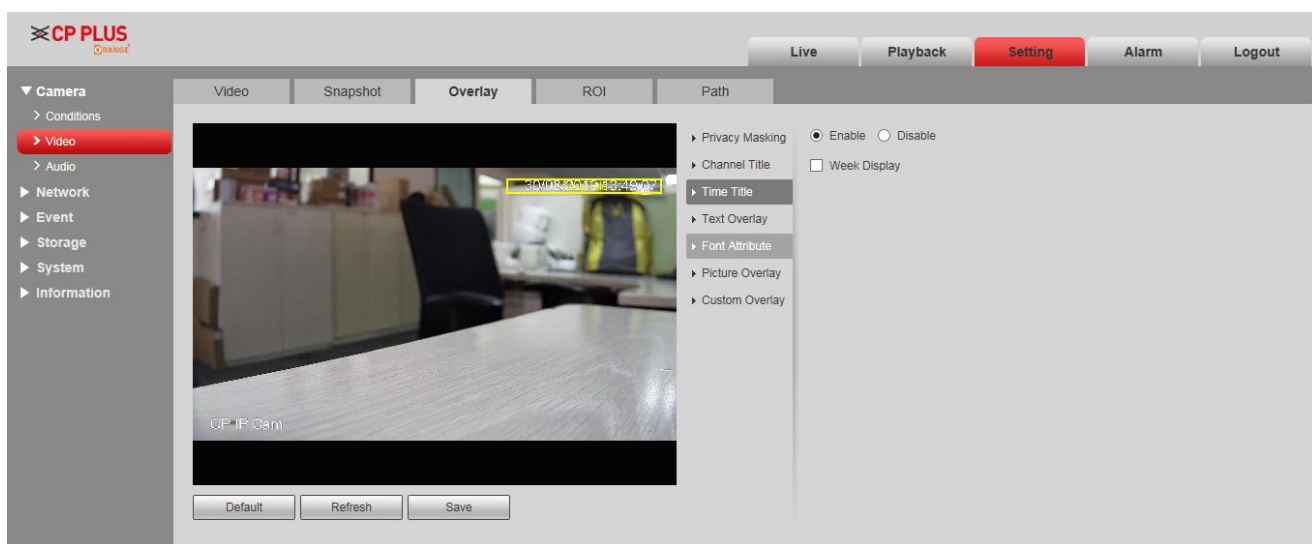 CP PLUS
ORANGE
Live Playback Setting Alarm Logout
Camera
Conditions
Video
Audio
Network
Event
Storage
System
Information
Video Snapshot Overlay ROI Path
CP IP Cam
Privacy Masking
Channel Title
Time Title
Text Overlay
Font Attribute
Picture Overlay
Custom Overlay
Enable Disable
Week Display
Default Refresh Save